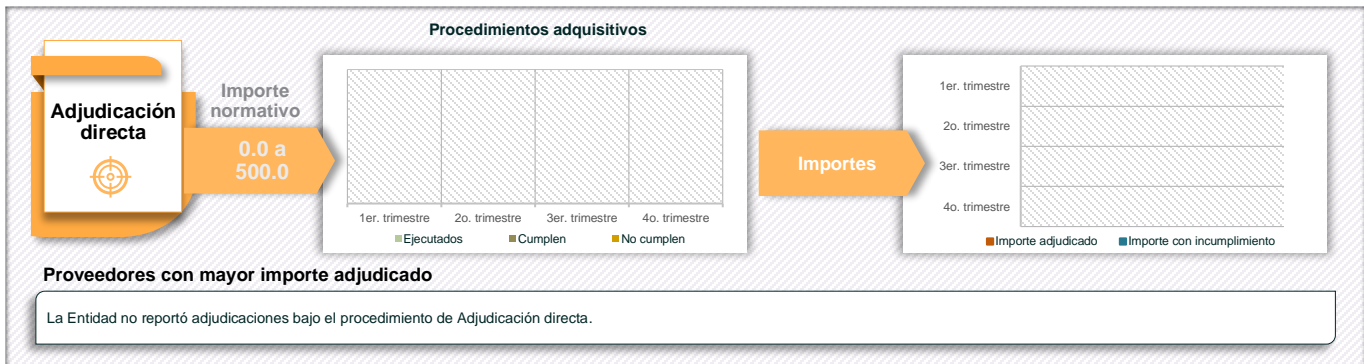 Procedimientos adquisitivos
Adjudicación
directa
Importe
normativo
0.0 a
500.0
1er. trimestre
2o. trimestre
3er. trimestre
4o. trimestre
Ejecutados
Cumplen
No cumplen
Importes
1er. trimestre
2o. trimestre
3er. trimestre
4o. trimestre
Importe adjudicado
Importe con incumplimiento
Proveedores con mayor importe adjudicado
La Entidad no reportó adjudicaciones bajo el procedimiento de Adjudicación directa.